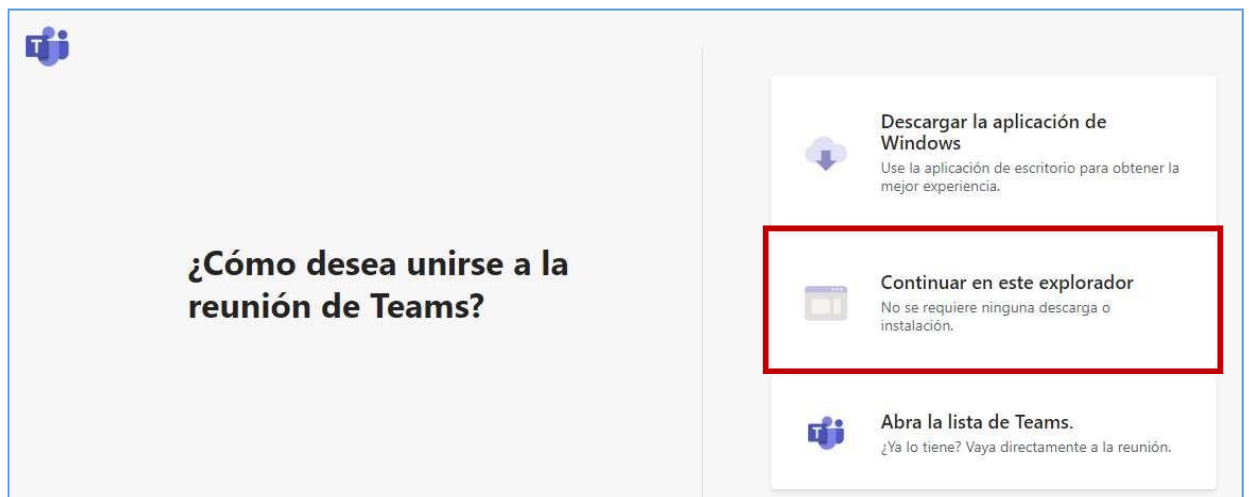 ¿Cómo desea unirse a la
reunión de Teams?
Descargar la aplicación de
Windows
Use la aplicación de escritorio para obtener la
mejor experiencia.
Continuar en este explorador
No se requiere ninguna descarga o
instalación.
Abra la lista de Teams.
¿Ya lo tiene? Vaya directamente a la reunión.